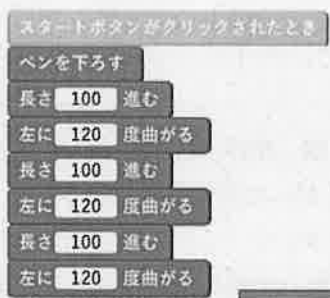 スタートボタンがクリックされたとき
ペンを下ろす
長さ 100 進む
左に 120 度曲がる
長さ 100 進む
左に 120 度曲がる
長さ 100 進む
左に 120 度曲がる